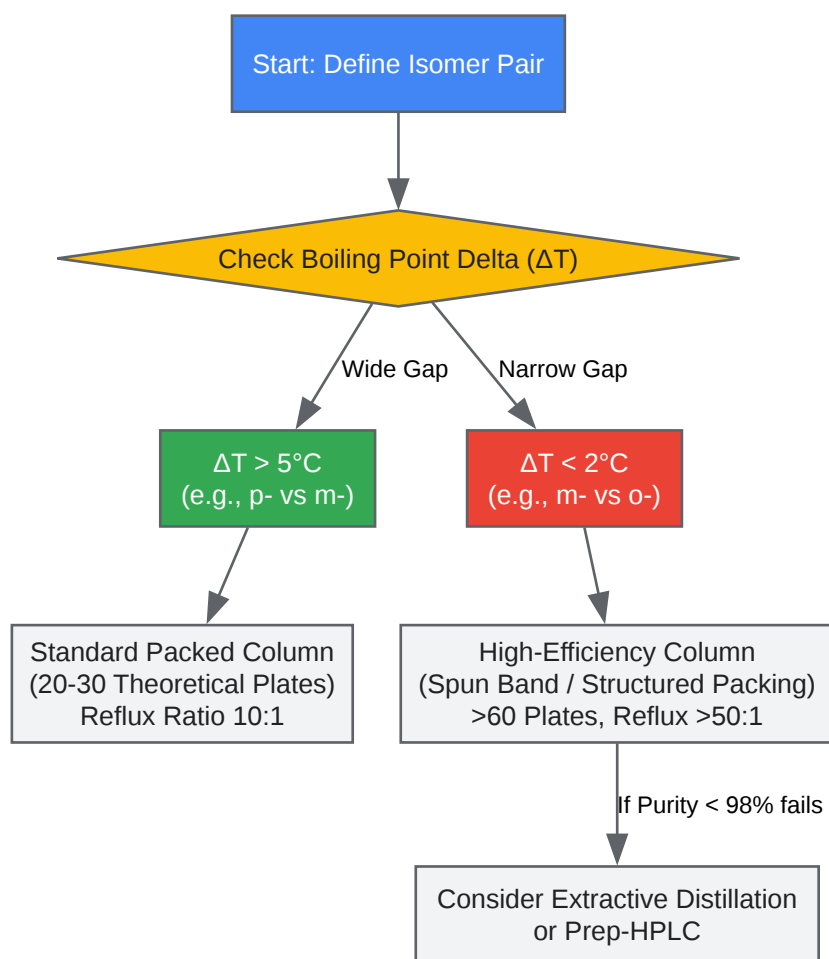 Start: Define Isomer Pair
Check Boiling Point Delta (ΔT)
Wide Gap
Narrow Gap
ΔT > 5°C
(e.g., p- vs m-)
ΔT < 2°C
(e.g., m- vs o-)
Standard Packed Column
(20-30 Theoretical Plates)
Reflux Ratio 10:1
High-Efficiency Column
(Spun Band / Structured Packing)
>60 Plates, Reflux >50:1
If Purity < 98% fails
Consider Extractive Distillation
or Prep-HPLC